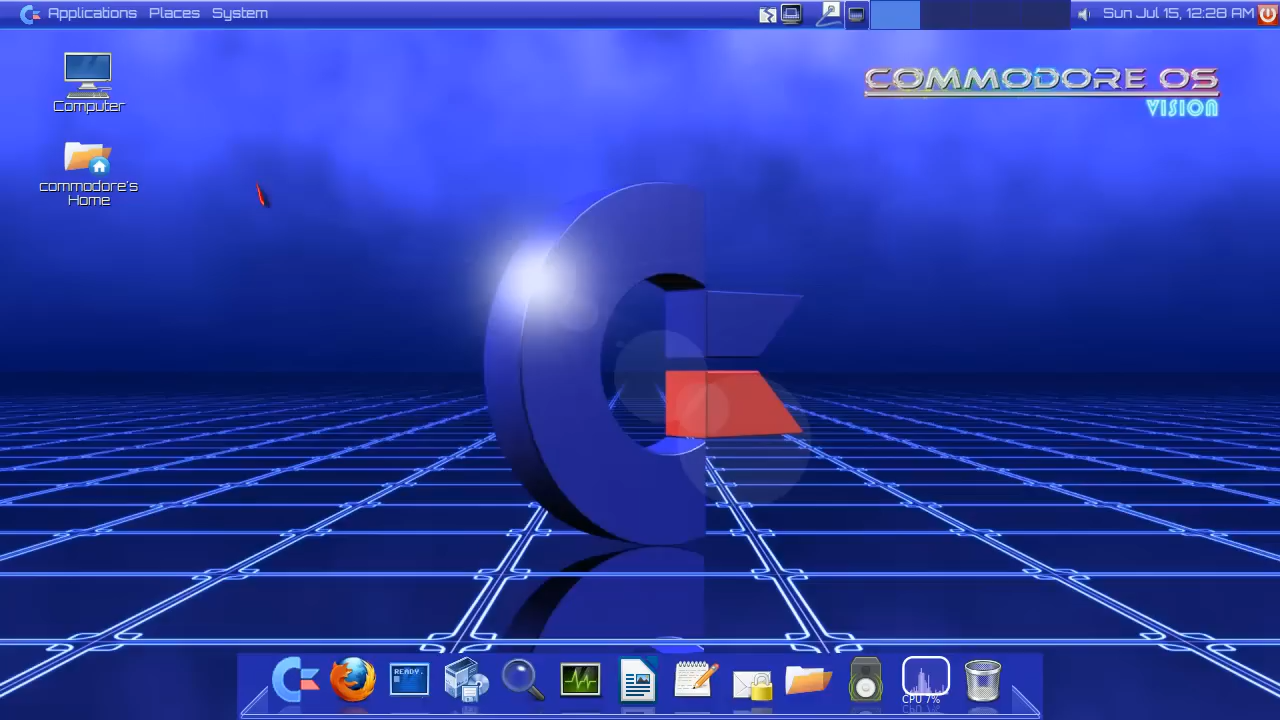 Applications Places System
Sun Jul 15, 12:28 AM
Computer
commodore's
Home
COMMODORE OS
VISION
READY.
CPU 7%